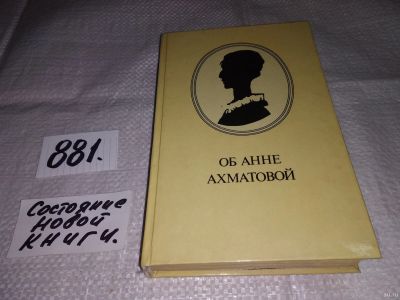 881.
Состояние
новой
книги.
ОБ АННЕ
АХМАТОВОЙ